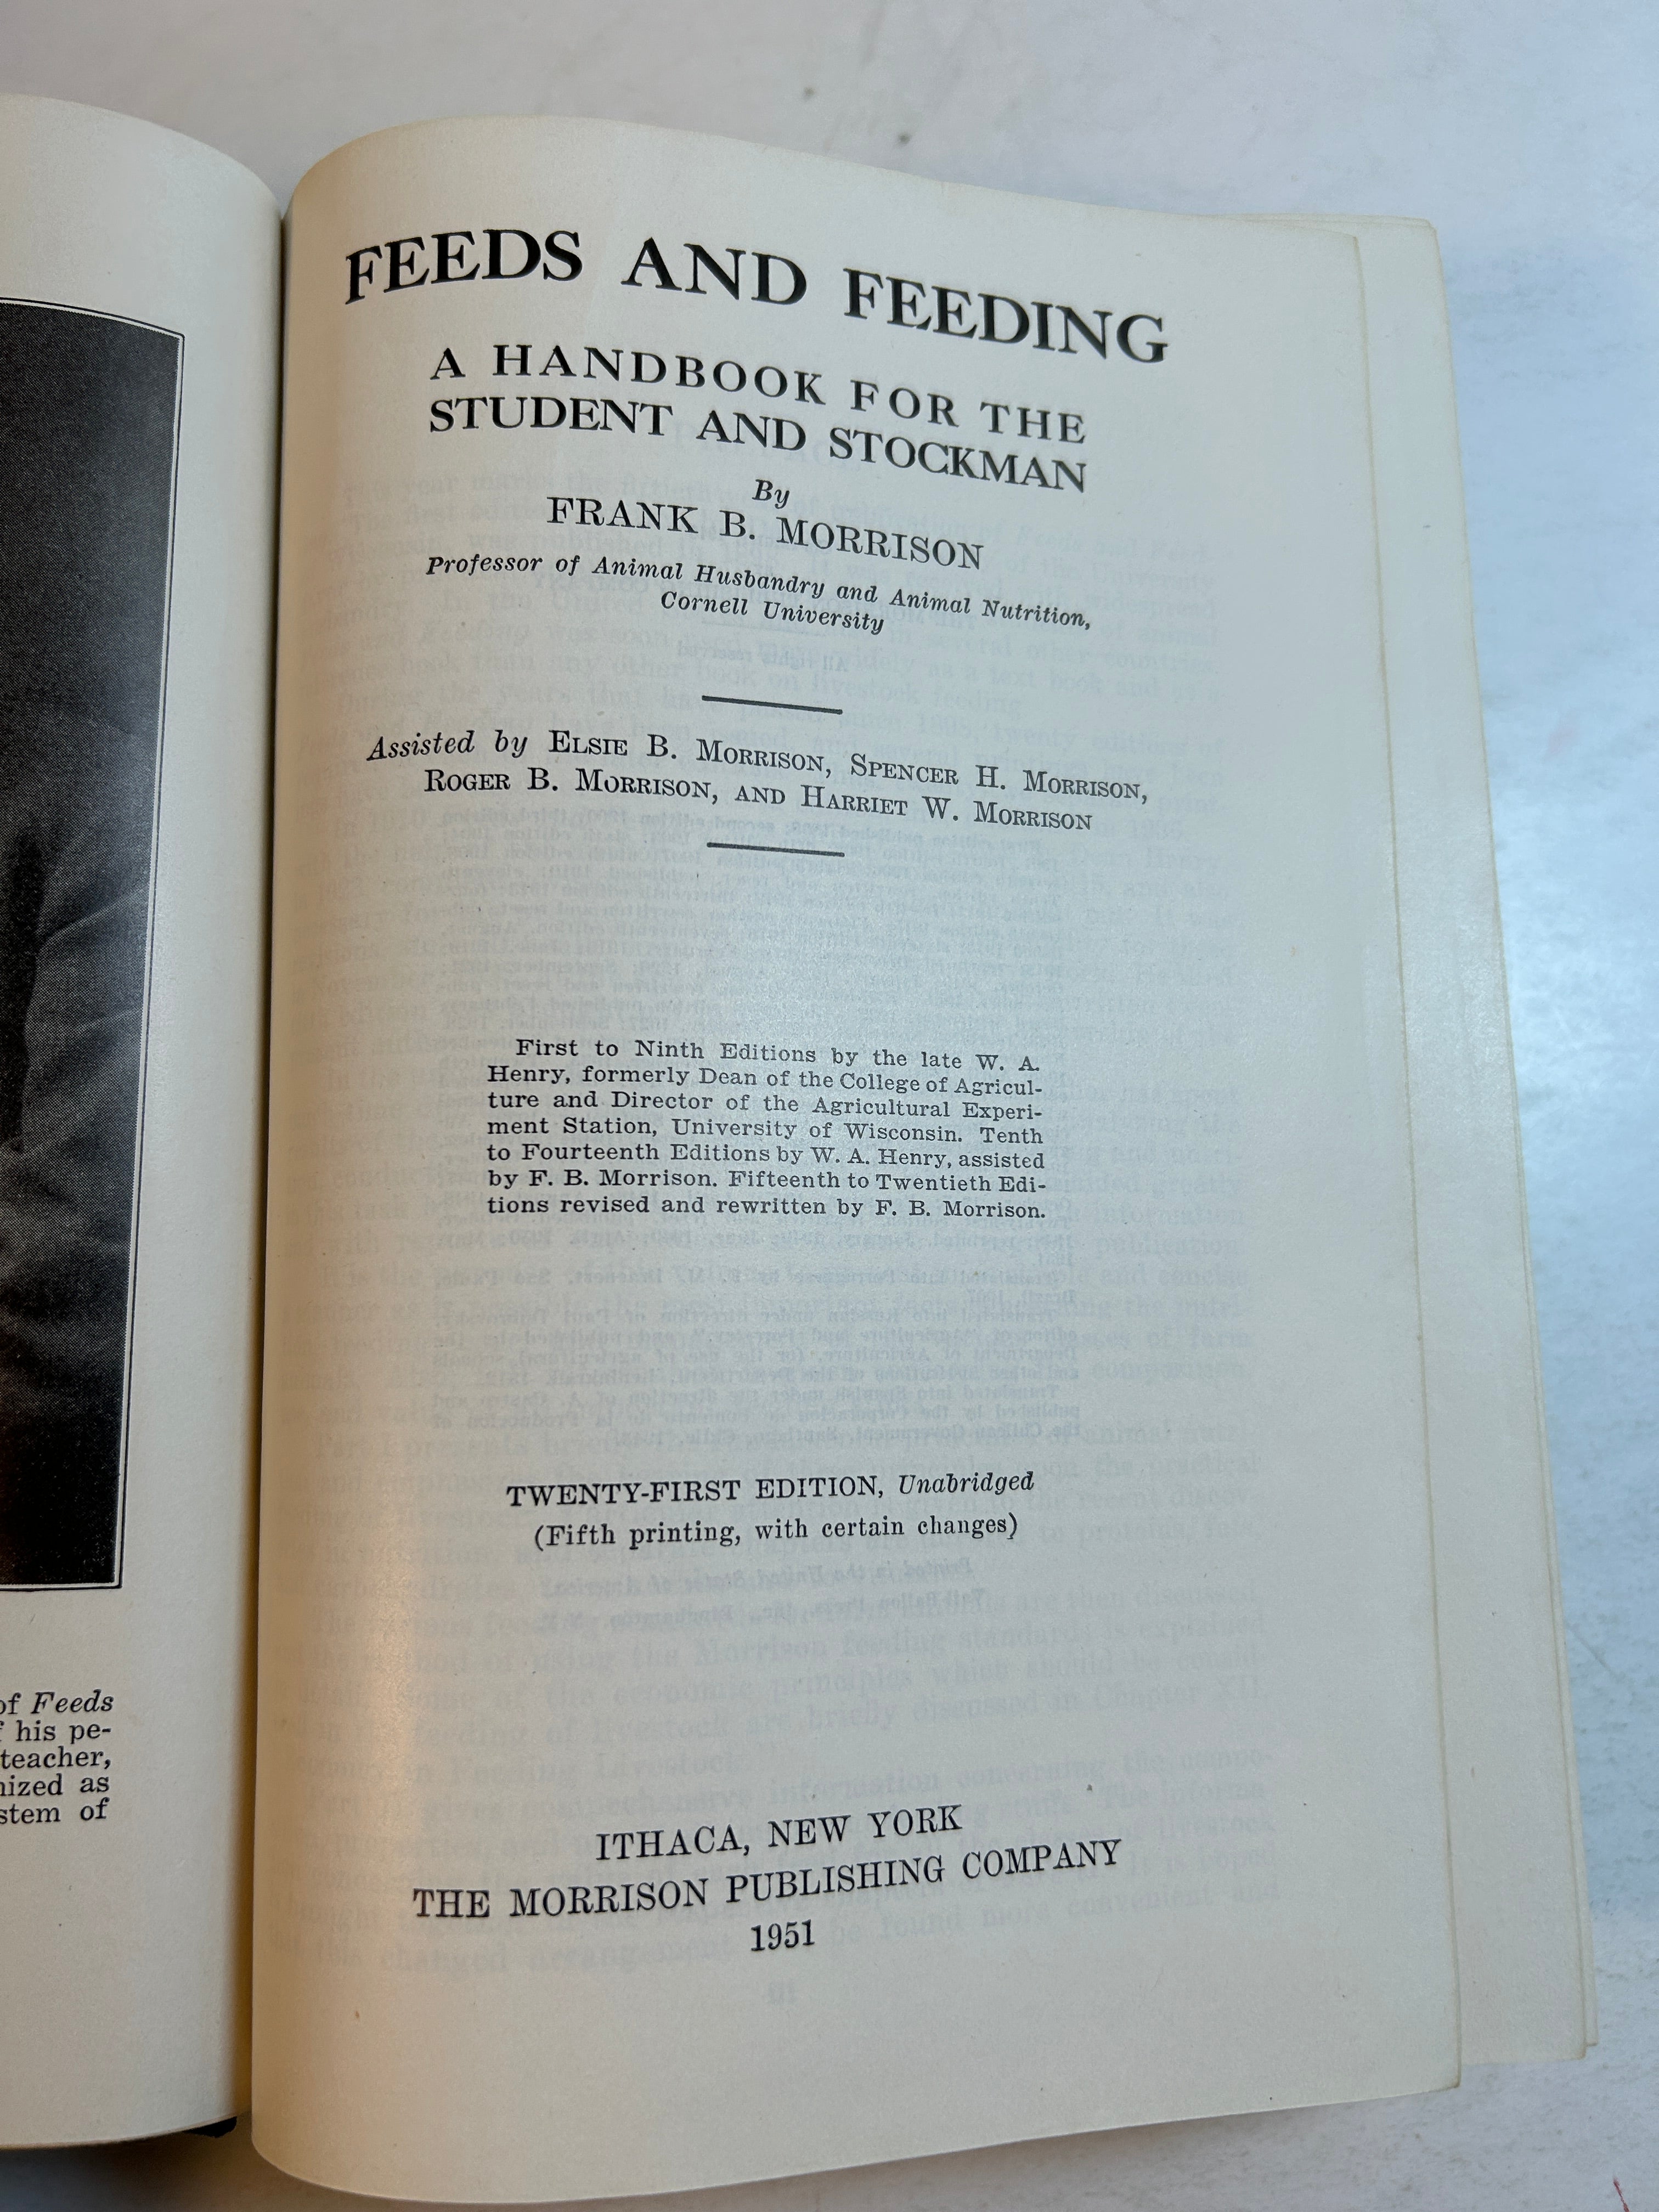 of Feeds
his pe-
teacher,
as
of
FEEDS AND FEEDING
A HANDBOOK FOR THE
STUDENT AND STOCKMAN
By
FRANK B. MORRISON
Professor of Animal Husbandry and Animal Nutrition,
Cornell University
Assisted by ELSIE B. MORRISON, SPENCER H. MORRISON,
ROGER B. MORRISON, AND HARRIET W. MORRISON
First to Ninth Editions by the late W. A.
Henry, formerly Dean of the College of Agricul-
ture and Director of the Agricultural Experi-
ment Station, University of Wisconsin. Tenth
to Fourteenth Editions by W. A. Henry, assisted
by F. B. Morrison. Fifteenth to Twentieth Edi-
tions revised and rewritten by F. B. Morrison.
TWENTY-FIRST EDITION, Unabridged
(Fifth printing, with certain changes)
ITHACA, NEW YORK
THE MORRISON PUBLISHING COMPANY
1951